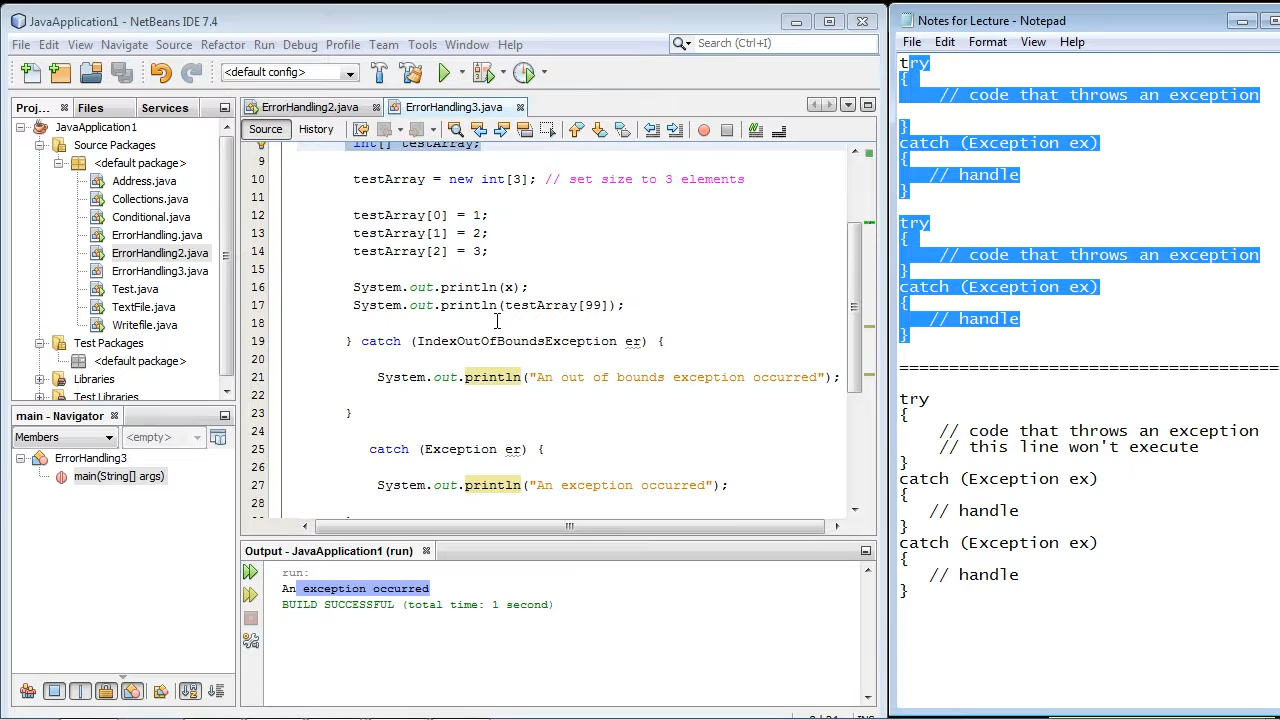 JavaApplication1 - NetBeans IDE 7.4
File Edit View Navigate Source Refactor Run Debug Profile Team Tools Window Help
Search (Ctrl+I)
<default config>
Proj... Files Services
JavaApplication1
Source Packages
<default package>
Address.java
Collections.java
Conditional.java
ErrorHandling.java
ErrorHandling2.java
ErrorHandling3.java
Test.java
TextFile.java
Writefile.java
Test Packages
<default package>
Libraries
Test Libraries
main - Navigator
Members
<empty>
ErrorHandling3
main(String[] args)
ErrorHandling2.java ErrorHandling3.java
Source History
int[] testArray;
9
10 testArray = new int[3]; // set size to 3 elements
11
12 testArray[0] = 1;
13 testArray[1] = 2;
14 testArray[2] = 3;
15
16 System.out.println(x);
17 System.out.println(testArray[99]);
18
19 } catch (IndexOutOfBoundsException er) {
20
21 System.out.println("An out of bounds exception occurred");
22
23 }
24
25 catch (Exception er) {
26
27 System.out.println("An exception occurred");
28
Output - JavaApplication1 (run)
run:
An exception occurred
BUILD SUCCESSFUL (total time: 1 second)
Notes for Lecture - Notepad
File Edit Format View Help
try
{
// code that throws an exception
}
catch (Exception ex)
{
// handle
}
try
{
// code that throws an exception
}
catch (Exception ex)
{
// handle
}
=====================================
try
{
// code that throws an exception
// this line won't execute
}
catch (Exception ex)
{
// handle
}
catch (Exception ex)
{
// handle
}